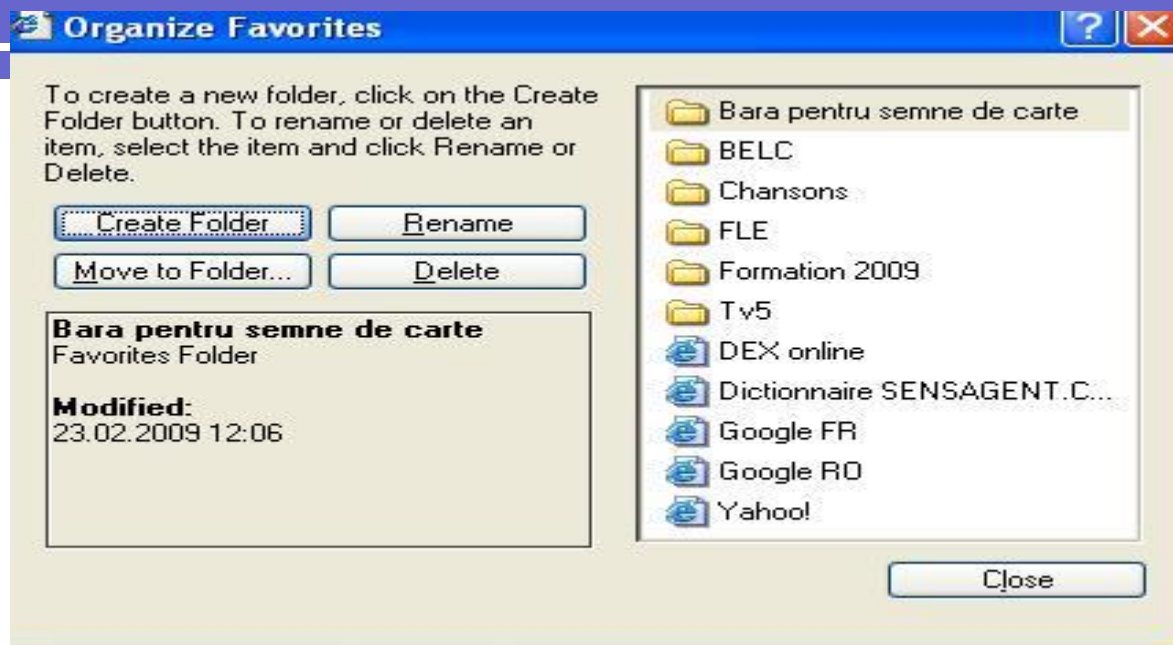 Organize Favorites
To create a new folder, click on the Create
Folder button. To rename or delete an
item, select the item and click Rename or
Delete.
Create Folder
Rename
Move to Folder...
Delete
Bara pentru semne de carte
Favorites Folder
Modified:
23.02.2009 12:06
Bara pentru semne de carte
BELC
Chansons
FLE
Formation 2009
Tv5
DEX online
Dictionnaire SENSAGENT.C...
Google FR
Google RO
Yahoo!
Close